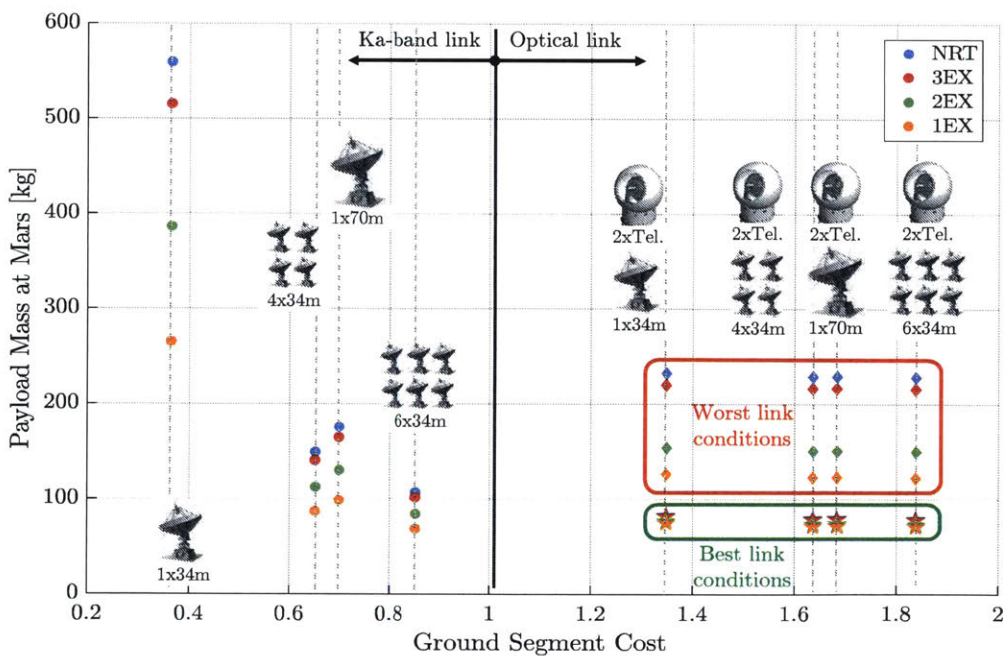 Payload Mass at Mars [kg]
600
500
400
300
200
100
0
Ka-band link
Optical link
NRT
3EX
2EX
1EX
1x70m
4x34m
6x34m
1x34m
2xTel.
2xTel.
2xTel.
2xTel.
1x34m
4x34m
1x70m
6x34m
Worst link
conditions
Best link
conditions
0.2
0.4
0.6
0.8
1
1.2
1.4
1.6
1.8
2
Ground Segment Cost